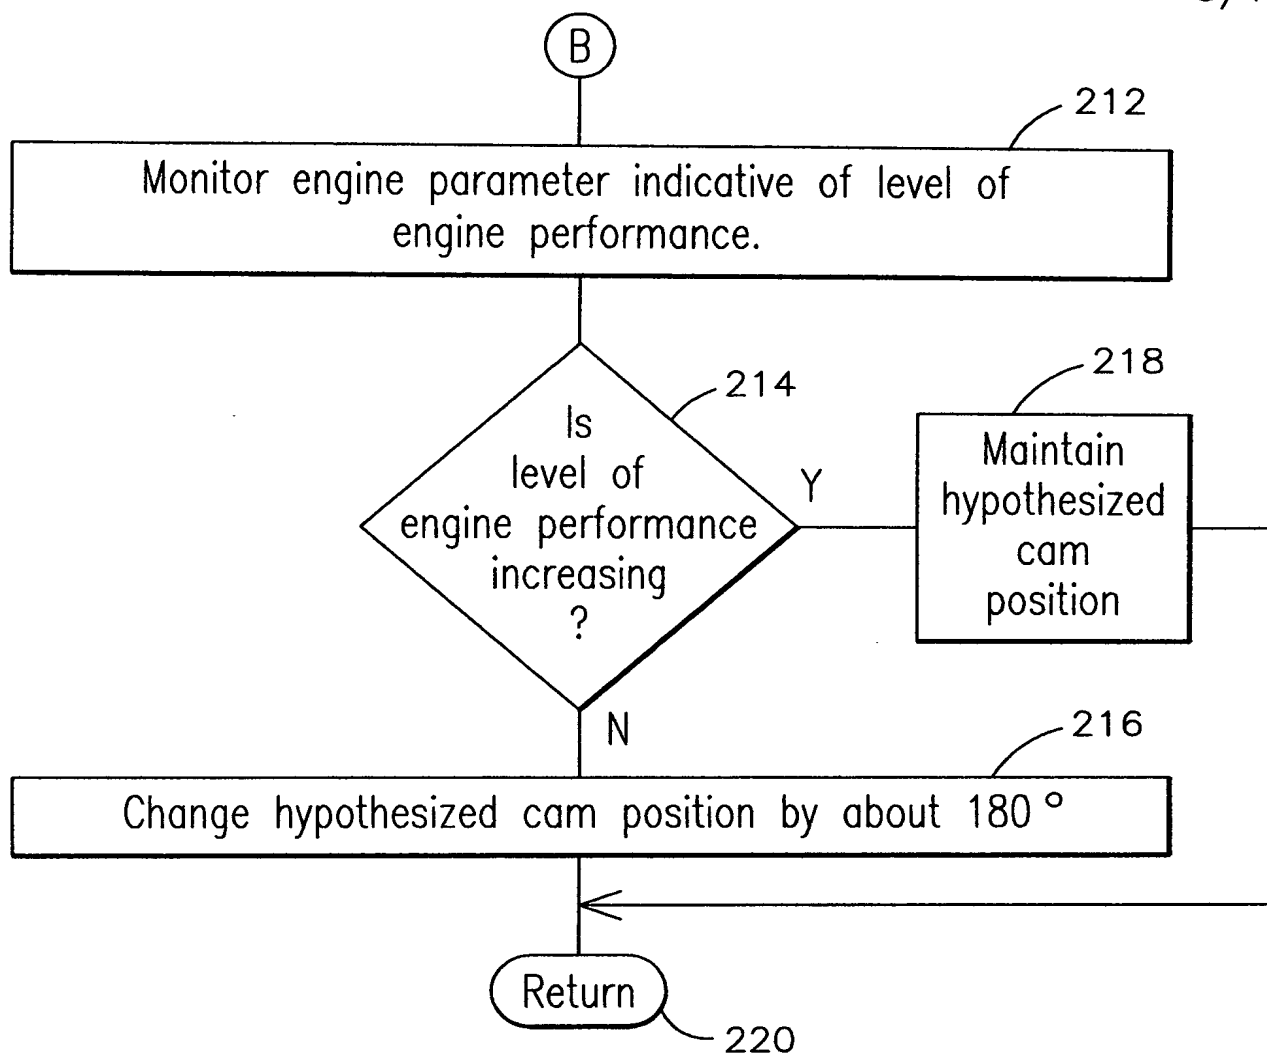 B
212
Monitor engine parameter indicative of level of
engine performance.
214
Is
level of
engine performance
increasing
?
Y
218
Maintain
hypothesized
cam
position
N
216
Change hypothesized cam position by about 180°
Return
220